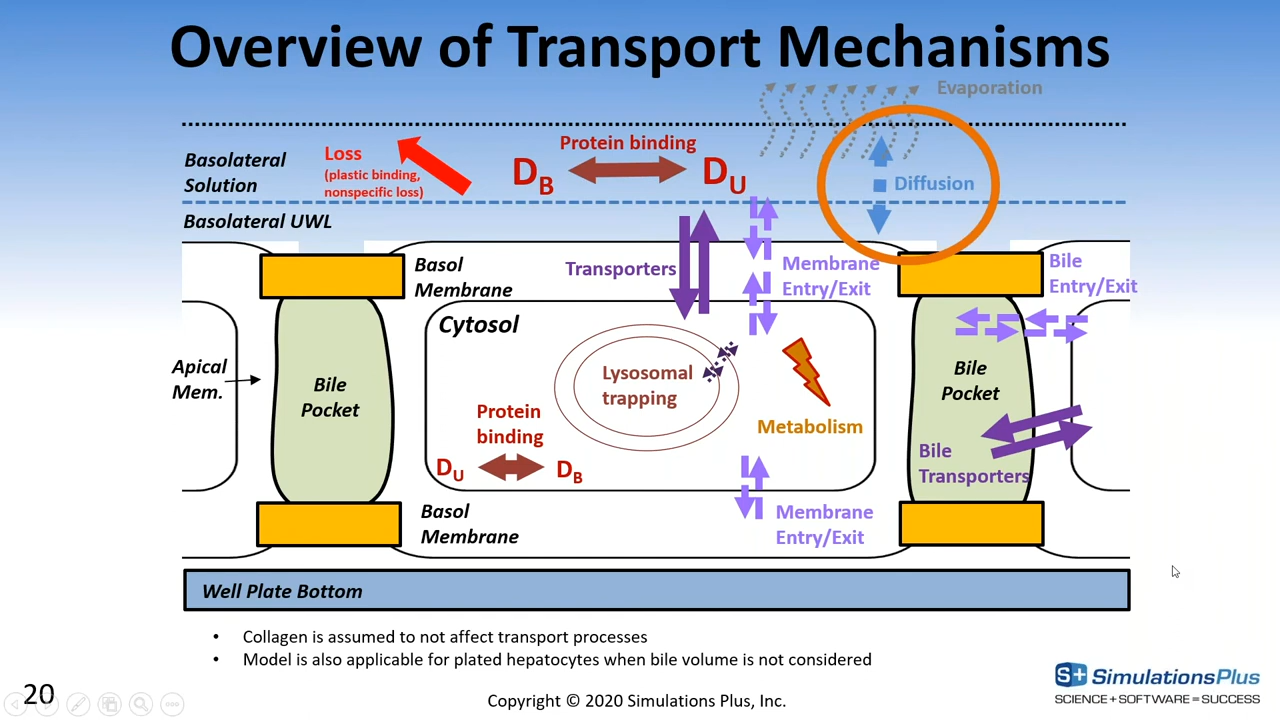 Overview of Transport Mechanisms
Evaporation
Basolateral
Solution
Loss
(plastic binding,
nonspecific loss)
Protein binding
DB
DU
Diffusion
Basolateral UWL
Basol
Membrane
Transporters
Membrane
Entry/Exit
Bile
Entry/Exit
Cytosol
Apical
Mem.
Bile
Pocket
Lysosomal
trapping
Bile
Pocket
Protein
binding
Metabolism
DU
DB
Bile
Transporters
Basol
Membrane
Membrane
Entry/Exit
Well Plate Bottom
• Collagen is assumed to not affect transport processes
• Model is also applicable for plated hepatocytes when bile volume is not considered
S+ SimulationsPlus
SCIENCE + SOFTWARE = SUCCESS
20
Copyright © 2020 Simulations Plus, Inc.